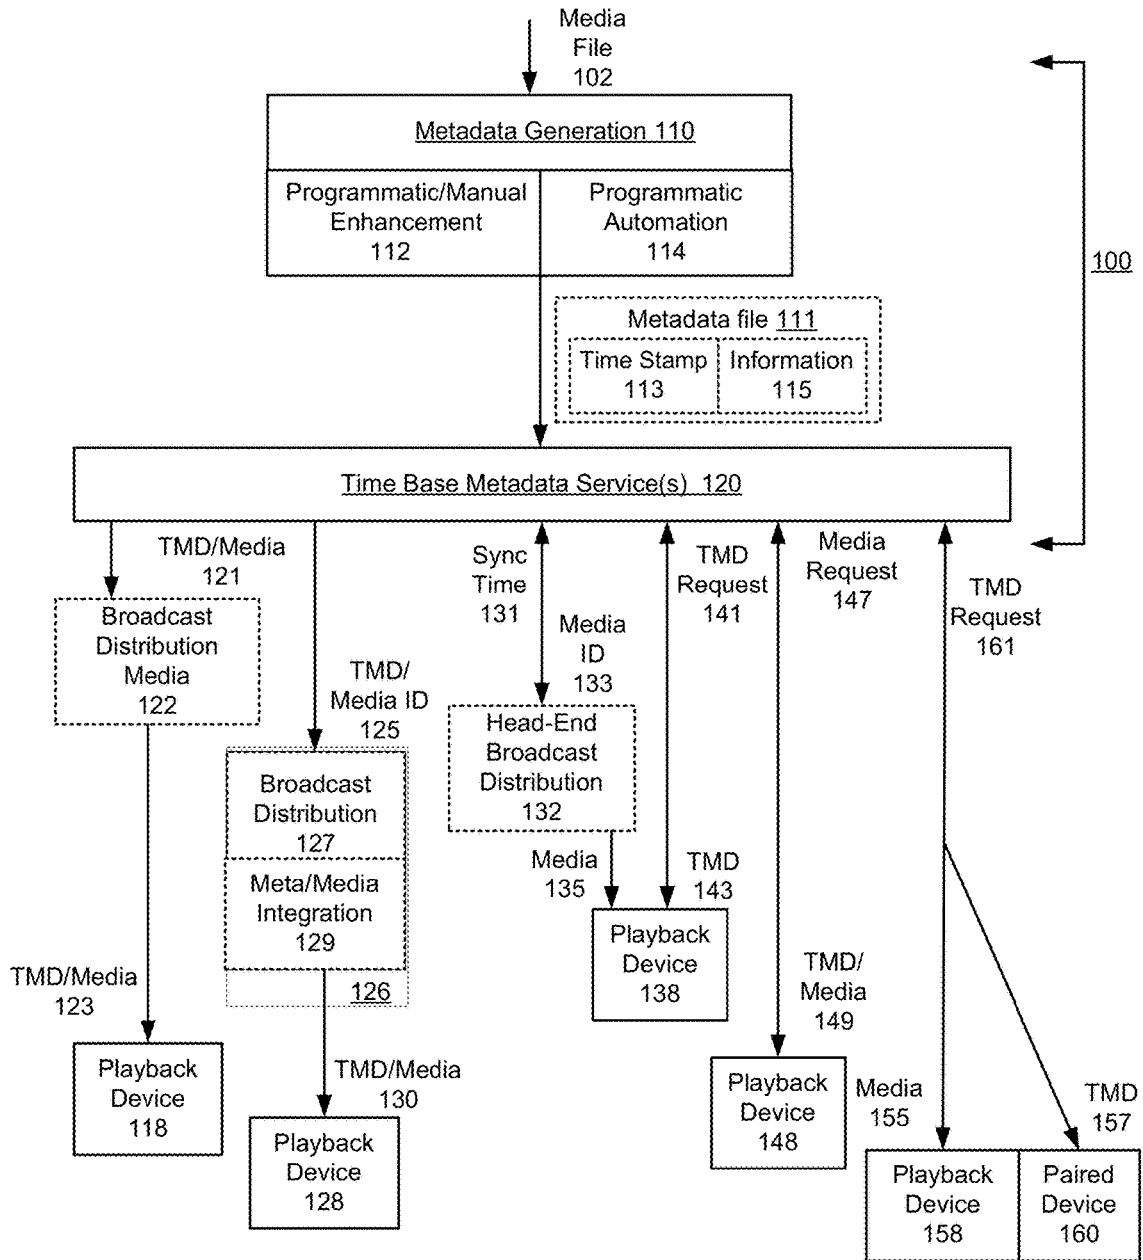 Media
File
102
Metadata Generation 110
Programmatic/Manual
Enhancement
112
Programmatic
Automation
114
100
Metadata file 111
Time Stamp
113
Information
115
Time Base Metadata Service(s) 120
TMD/Media
121
Broadcast
Distribution
Media
122
TMD/
Media ID
125
Sync
Time
131
Media
ID
133
TMD
Request
141
Media
Request
147
TMD
Request
161
Head-End
Broadcast
Distribution
132
Broadcast
Distribution
127
Meta/Media
Integration
129
126
Media
135
TMD
143
Playback
Device
138
TMD/Media
123
TMD/
Media
149
Playback
Device
118
TMD/Media
130
Playback
Device
128
Playback
Device
148
Media
155
TMD
157
Playback
Device
158
Paired
Device
160